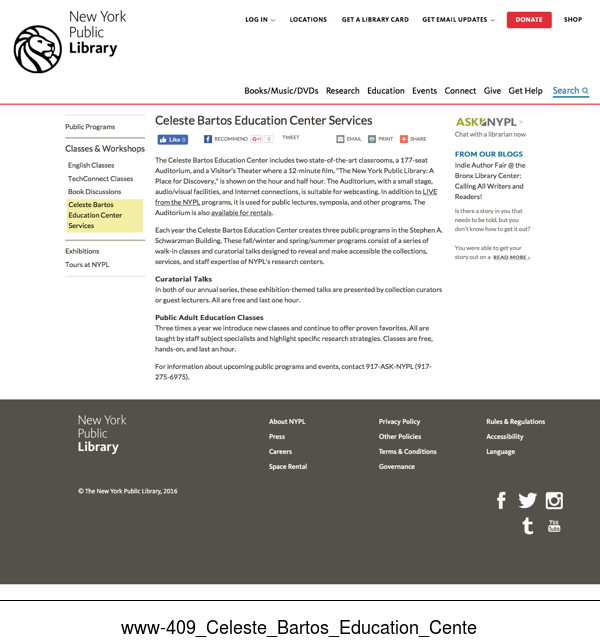 New York
Public
Library
LOG IN LOCATIONS GET A LIBRARY CARD GET EMAIL UPDATES DONATE SHOP
Books/Music/DVDs Research Education Events Connect Give Get Help Search
Public Programs
Classes & Workshops
English Classes
TechConnect Classes
Book Discussions
Celeste Bartos
Education Center
Services
Exhibitions
Tours at NYPL
Celeste Bartos Education Center Services
Like 0 RECOMMEND G+1 0 TWEET EMAIL PRINT SHARE
The Celeste Bartos Education Center includes two state-of-the-art classrooms, a 177-seat
Auditorium, and a Visitor's Theater where a 12-minute film, "The New York Public Library: A
Place for Discovery," is shown on the hour and half hour. The Auditorium, with a small stage,
audio/visual facilities, and Internet connections, is suitable for webcasting. In addition to LIVE
from the NYPL programs, it is used for public lectures, symposia, and other programs. The
Auditorium is also available for rentals.
Each year the Celeste Bartos Education Center creates three public programs in the Stephen A.
Schwarzman Building. These fall/winter and spring/summer programs consist of a series of
walk-in classes and curatorial talks designed to reveal and make accessible the collections,
services, and staff expertise of NYPL's research centers.
Curatorial Talks
In both of our annual series, these exhibition-themed talks are presented by collection curators
or guest lecturers. All are free and last one hour.
Public Adult Education Classes
Three times a year we introduce new classes and continue to offer proven favorites. All are
taught by staff subject specialists and highlight specific research strategies. Classes are free,
hands-on, and last an hour.
For information about upcoming public programs and events, contact 917-ASK-NYPL (917-
275-6975).
ASK NYPL >
Chat with a librarian now
FROM OUR BLOGS
Indie Author Fair @ the
Bronx Library Center:
Calling All Writers and
Readers!
Is there a story in you that
needs to be told, but you
don't know how to get it out?
You were able to get your
story out on a READ MORE ›
New York
Public
Library
About NYPL
Press
Careers
Space Rental
Privacy Policy
Other Policies
Terms & Conditions
Governance
Rules & Regulations
Accessibility
Language
© The New York Public Library, 2016
You
Tube
www-409_Celeste_Bartos_Education_Cente